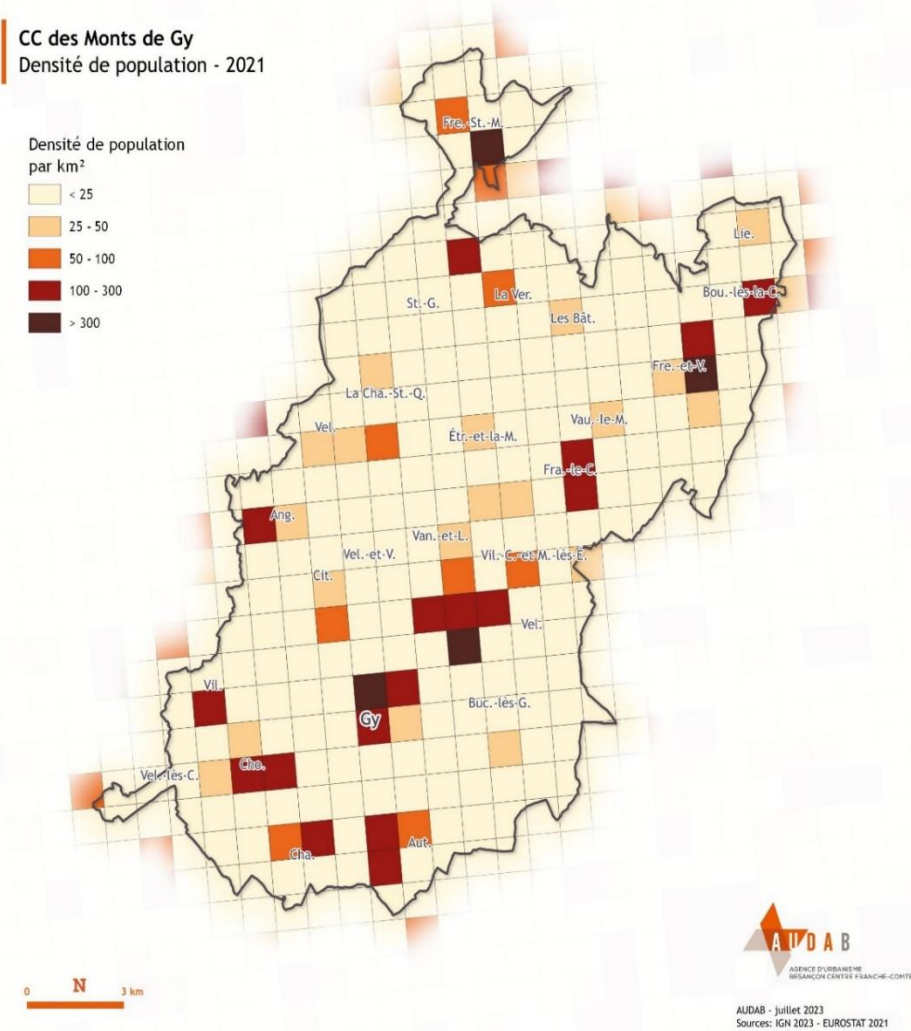 CC des Monts de Gy
Densité de population - 2021
Densité de population
par km²
< 25
25 - 50
50 - 100
100 - 300
> 300
Fre.-St.-M.
Lie.
Bou.-lès-la-C.
La Ver.
St.-G.
Les Bât.
Fre.-et-V.
La Cha.-St.-Q.
Vau.-le-M.
Vel.
Étr.-et-la-M.
Fra.-le-C.
Ang.
Van.-et-L.
Vel.-et-V.
Vil.-C.-et-M.-lès-É.
Cit.
Vel.
Vil.
Buc.-lès-G.
Gy
Cho.
Vel.-lès-C.
Aut.
Cha.
AUDAB
AGENCE D'URBANISME
BESANÇON CENTRE FRANCHE-COMTÉ
N
0 3 km
AUDAB - juillet 2023
Sources: IGN 2023 - EUROSTAT 2021